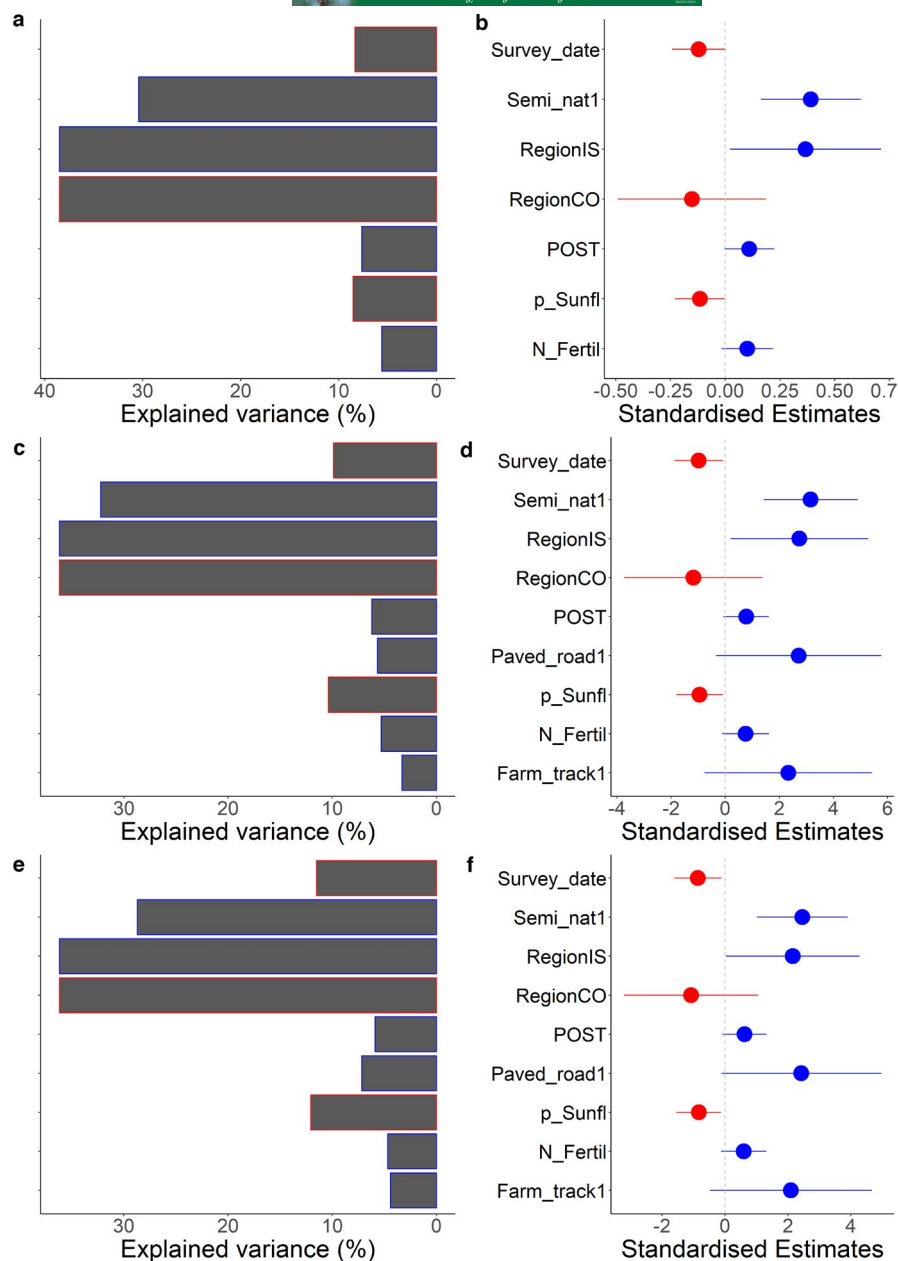 a
40
30
20
10
0
Explained variance (%)
b
Survey_date
Semi_nat1
RegionIS
RegionCO
POST
p_Sunfl
N_Fertil
-0.50
-0.25
0.00
0.25
0.50
0.7
Standardised Estimates
c
30
20
10
0
Explained variance (%)
d
Survey_date
Semi_nat1
RegionIS
RegionCO
POST
Paved_road1
p_Sunfl
N_Fertil
Farm_track1
-4
-2
0
2
4
6
Standardised Estimates
e
30
20
10
0
Explained variance (%)
f
Survey_date
Semi_nat1
RegionIS
RegionCO
POST
Paved_road1
p_Sunfl
N_Fertil
Farm_track1
-2
0
2
4
Standardised Estimates